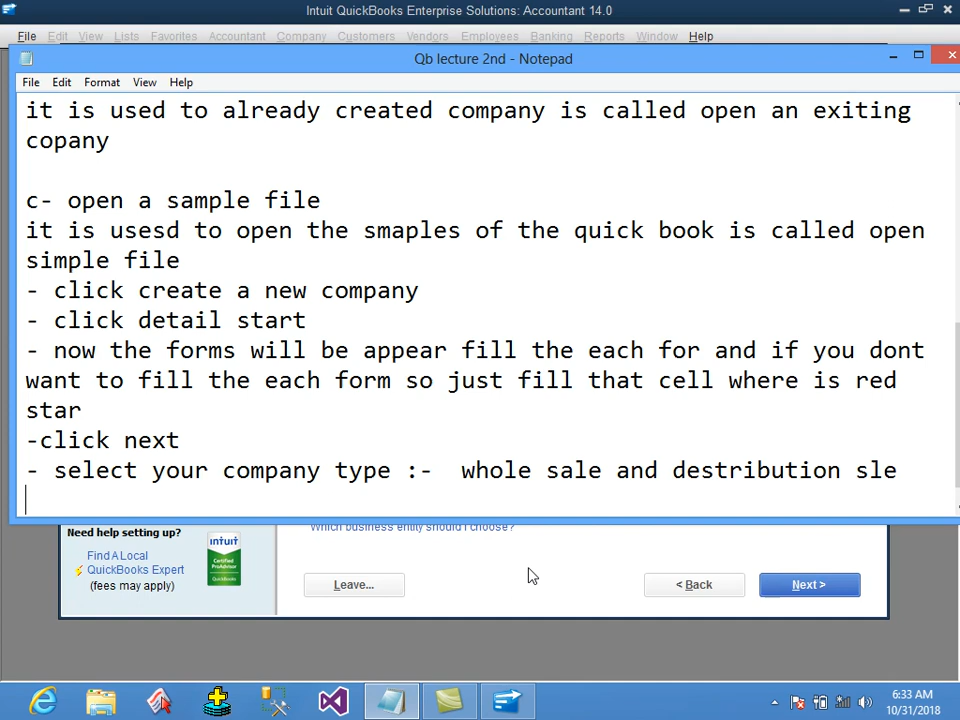 Intuit QuickBooks Enterprise Solutions: Accountant 14.0
File Edit View Lists Favorites Accountant Company Customers Vendors Employees Banking Reports Window Help
Qb lecture 2nd - Notepad
File Edit Format View Help
it is used to already created company is called open an exiting
copany
c- open a sample file
it is usesd to open the smaples of the quick book is called open
simple file
- click create a new company
- click detail start
- now the forms will be appear fill the each for and if you dont
want to fill the each form so just fill that cell where is red
star
-click next
- select your company type :-  whole sale and destribution sle
Which business entity should I choose?
Need help setting up?
Find A Local
QuickBooks Expert
(fees may apply)
intuit
Certified
ProAdvisor
QuickBooks
Leave...
< Back
Next >
6:33 AM
10/31/2018